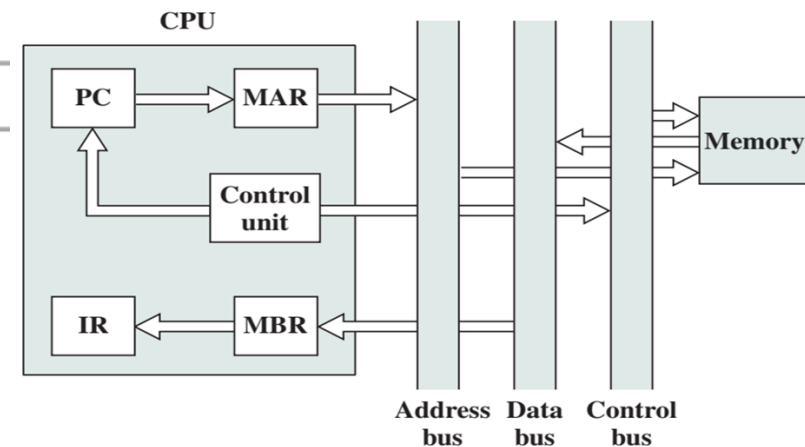 CPU
PC
MAR
Memory
Control
unit
IR
MBR
Address
bus
Data
bus
Control
bus